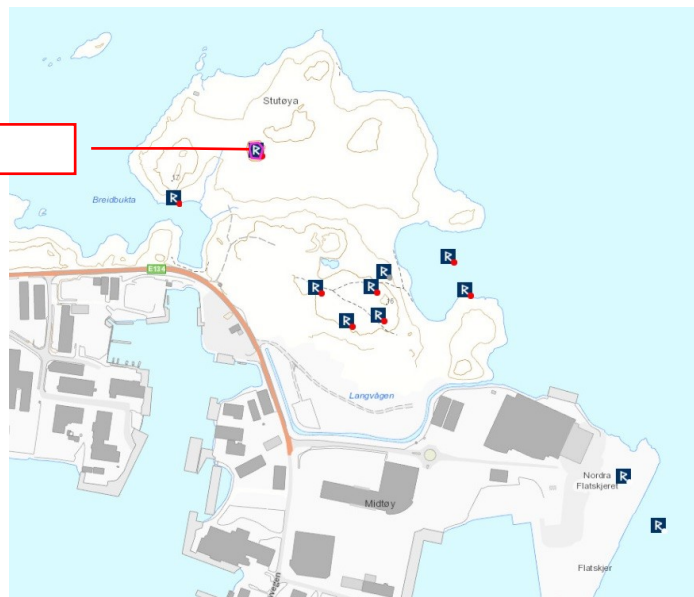 Stutøya
Breidbukta
E134
Langvågen
Midtøy
Nordra
Flatskjeret
Flatskjer